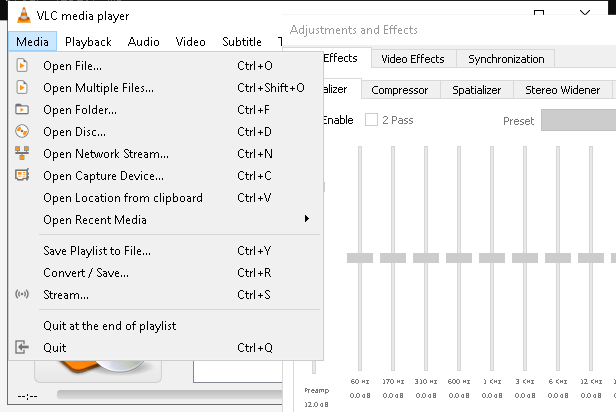 VLC media player
Media Playback Audio Video Subtitle T
Open File... Ctrl+O
Open Multiple Files... Ctrl+Shift+O
Open Folder... Ctrl+F
Open Disc... Ctrl+D
Open Network Stream... Ctrl+N
Open Capture Device... Ctrl+C
Open Location from clipboard Ctrl+V
Open Recent Media
Save Playlist to File... Ctrl+Y
Convert / Save... Ctrl+R
Stream... Ctrl+S
Quit at the end of playlist
Quit Ctrl+Q
--:--
Adjustments and Effects
Effects Video Effects Synchronization
alizer Compressor Spatializer Stereo Widener
Enable 2 Pass Preset
60 Hz 170 Hz 310 Hz 600 Hz 1 KHz 3 KHz 6 KHz 12 KHz
Preamp 0.0 dB 0.0 dB 0.0 dB 0.0 dB 0.0 dB 0.0 dB 0.0 dB 0.0 dB
12.0 dB